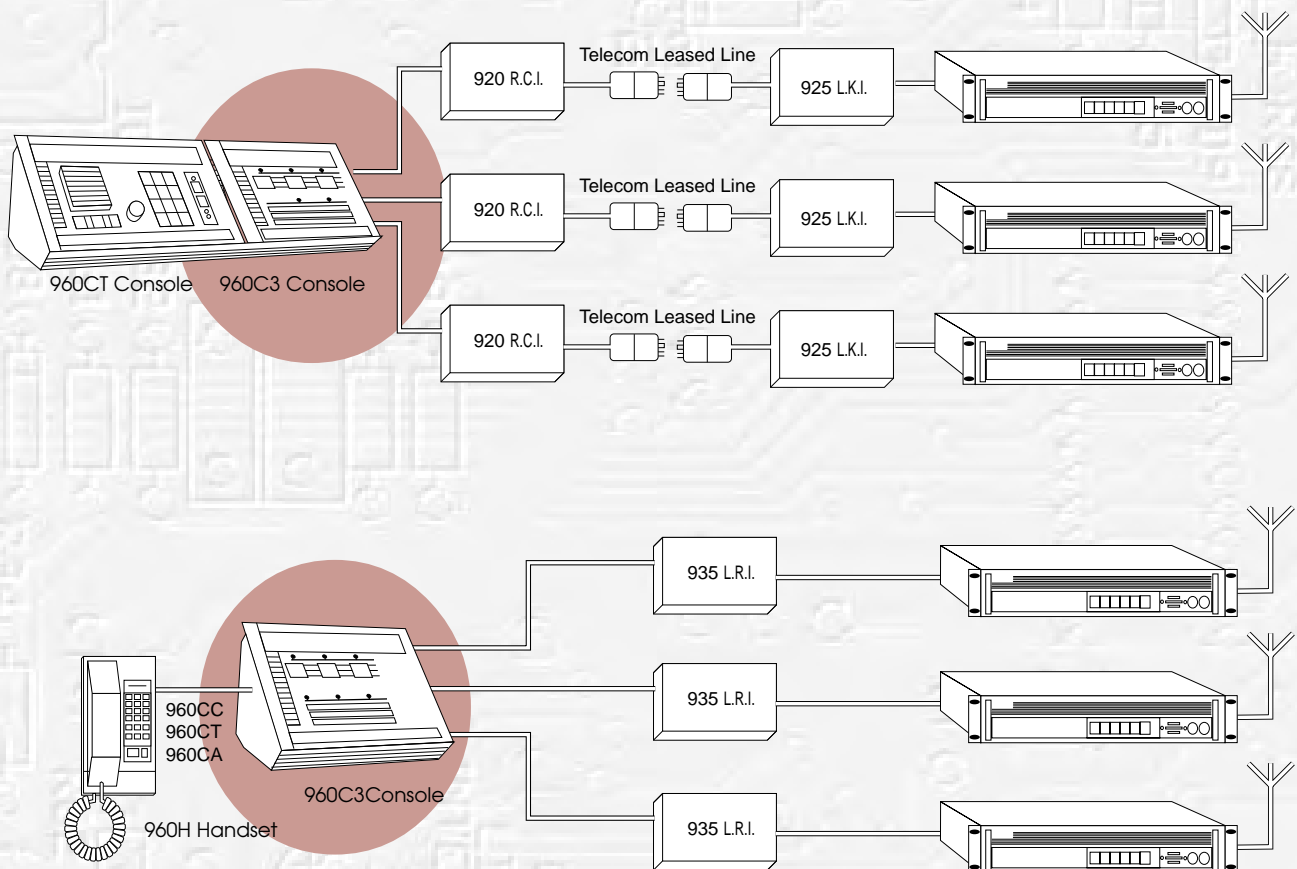 Telecom Leased Line
920 R.C.I.
925 L.K.I.
Telecom Leased Line
920 R.C.I.
925 L.K.I.
960CT Console
960C3 Console
Telecom Leased Line
920 R.C.I.
925 L.K.I.
935 L.R.I.
935 L.R.I.
960CC
960CT
960CA
960C3Console
960H Handset
935 L.R.I.